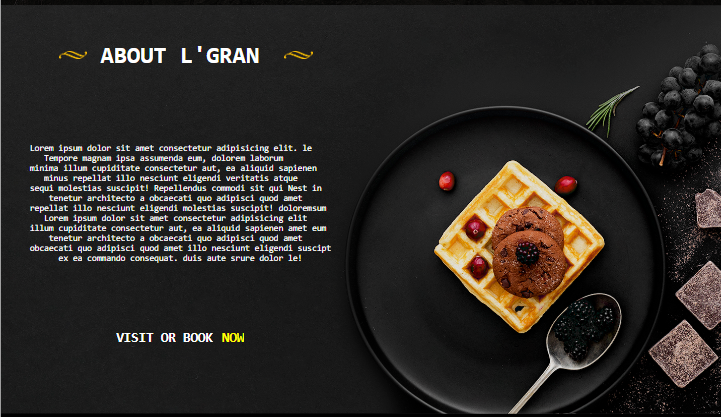 ABOUT L'GRAN
Lorem ipsum dolor sit amet consectetur adipisicing elit. le
Tempore magnam ipsa assumenda eum, dolorem laborum
minima illum cupiditate consectetur aut, ea aliquid sapienen
minus repellat illo nesciunt eligendi veritatis atque
sequi molestias suscipit! Repellendus commodi sit qui Nest in
tenetur architecto a obcaecati quo adipisci quod amet
repellat illo nesciunt eligendi molestias suscipit! doloremsum
Lorem ipsum dolor sit amet consectetur adipisicing elit
illum cupiditate consectetur aut, ea aliquid sapienen amet eum
tenetur architecto a obcaecati quo adipisci quod amet
obcaecati quo adipisci quod amet illo nesciunt eligendi suscipt
ex ea commando consequat. duis aute srure dolor le!
VISIT OR BOOK NOW